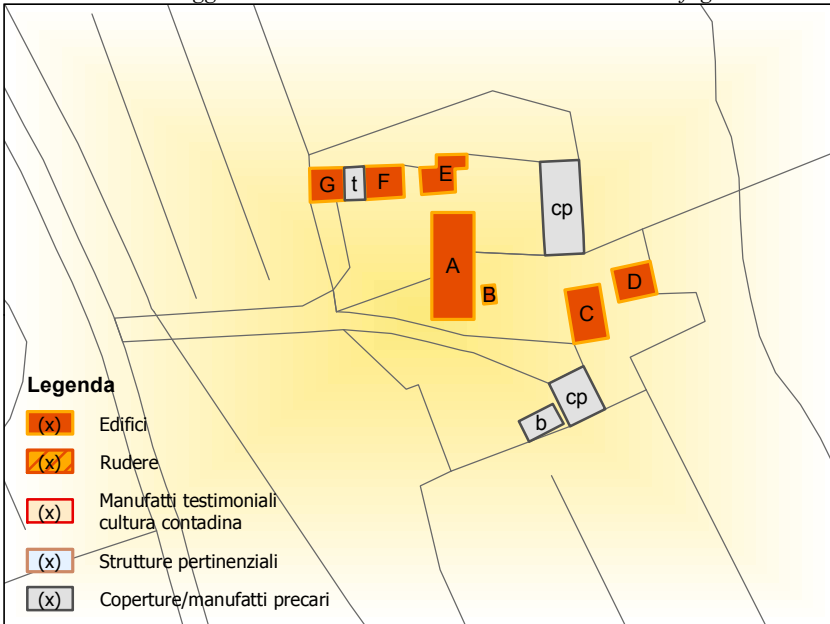 G
t
F
E
cp
A
B
D
C
cp
b
Legenda
(x) Edifici
(x) Rudere
(x) Manufatti testimoniali
cultura contadina
(x) Strutture pertinenziali
(x) Coperture/manufatti precari